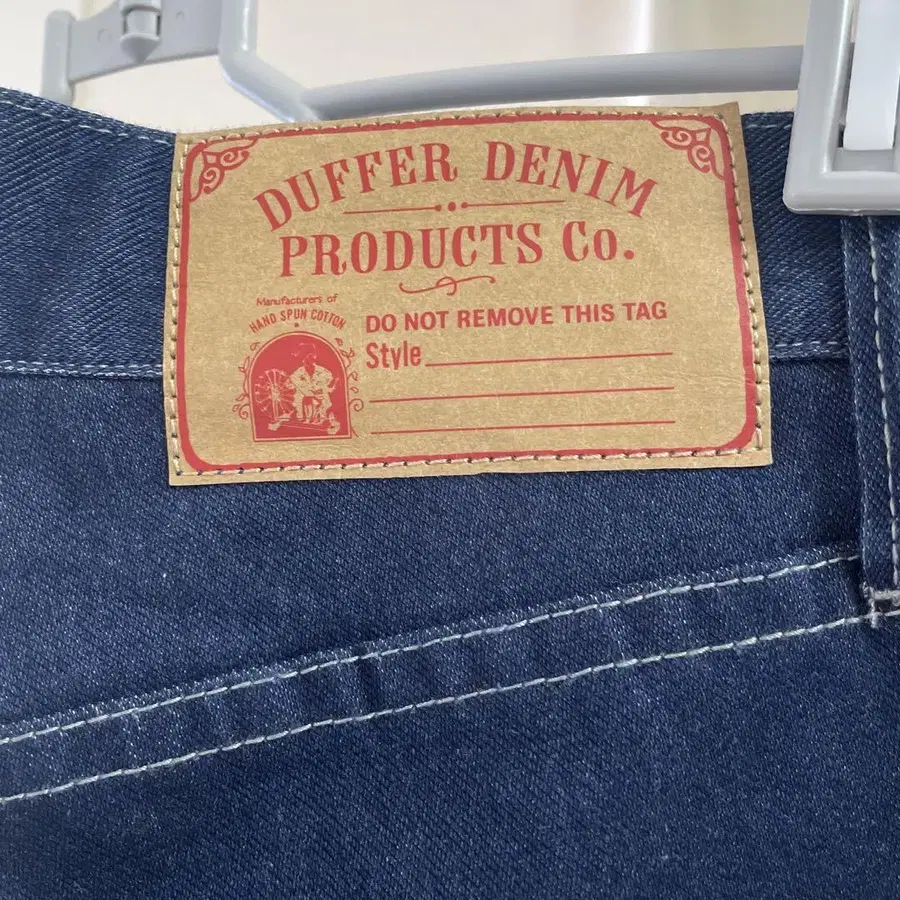 DUFFER DENIM
PRODUCTS Co.
Manufacturers of
HAND SPUN COTTON
DO NOT REMOVE THIS TAG
Style